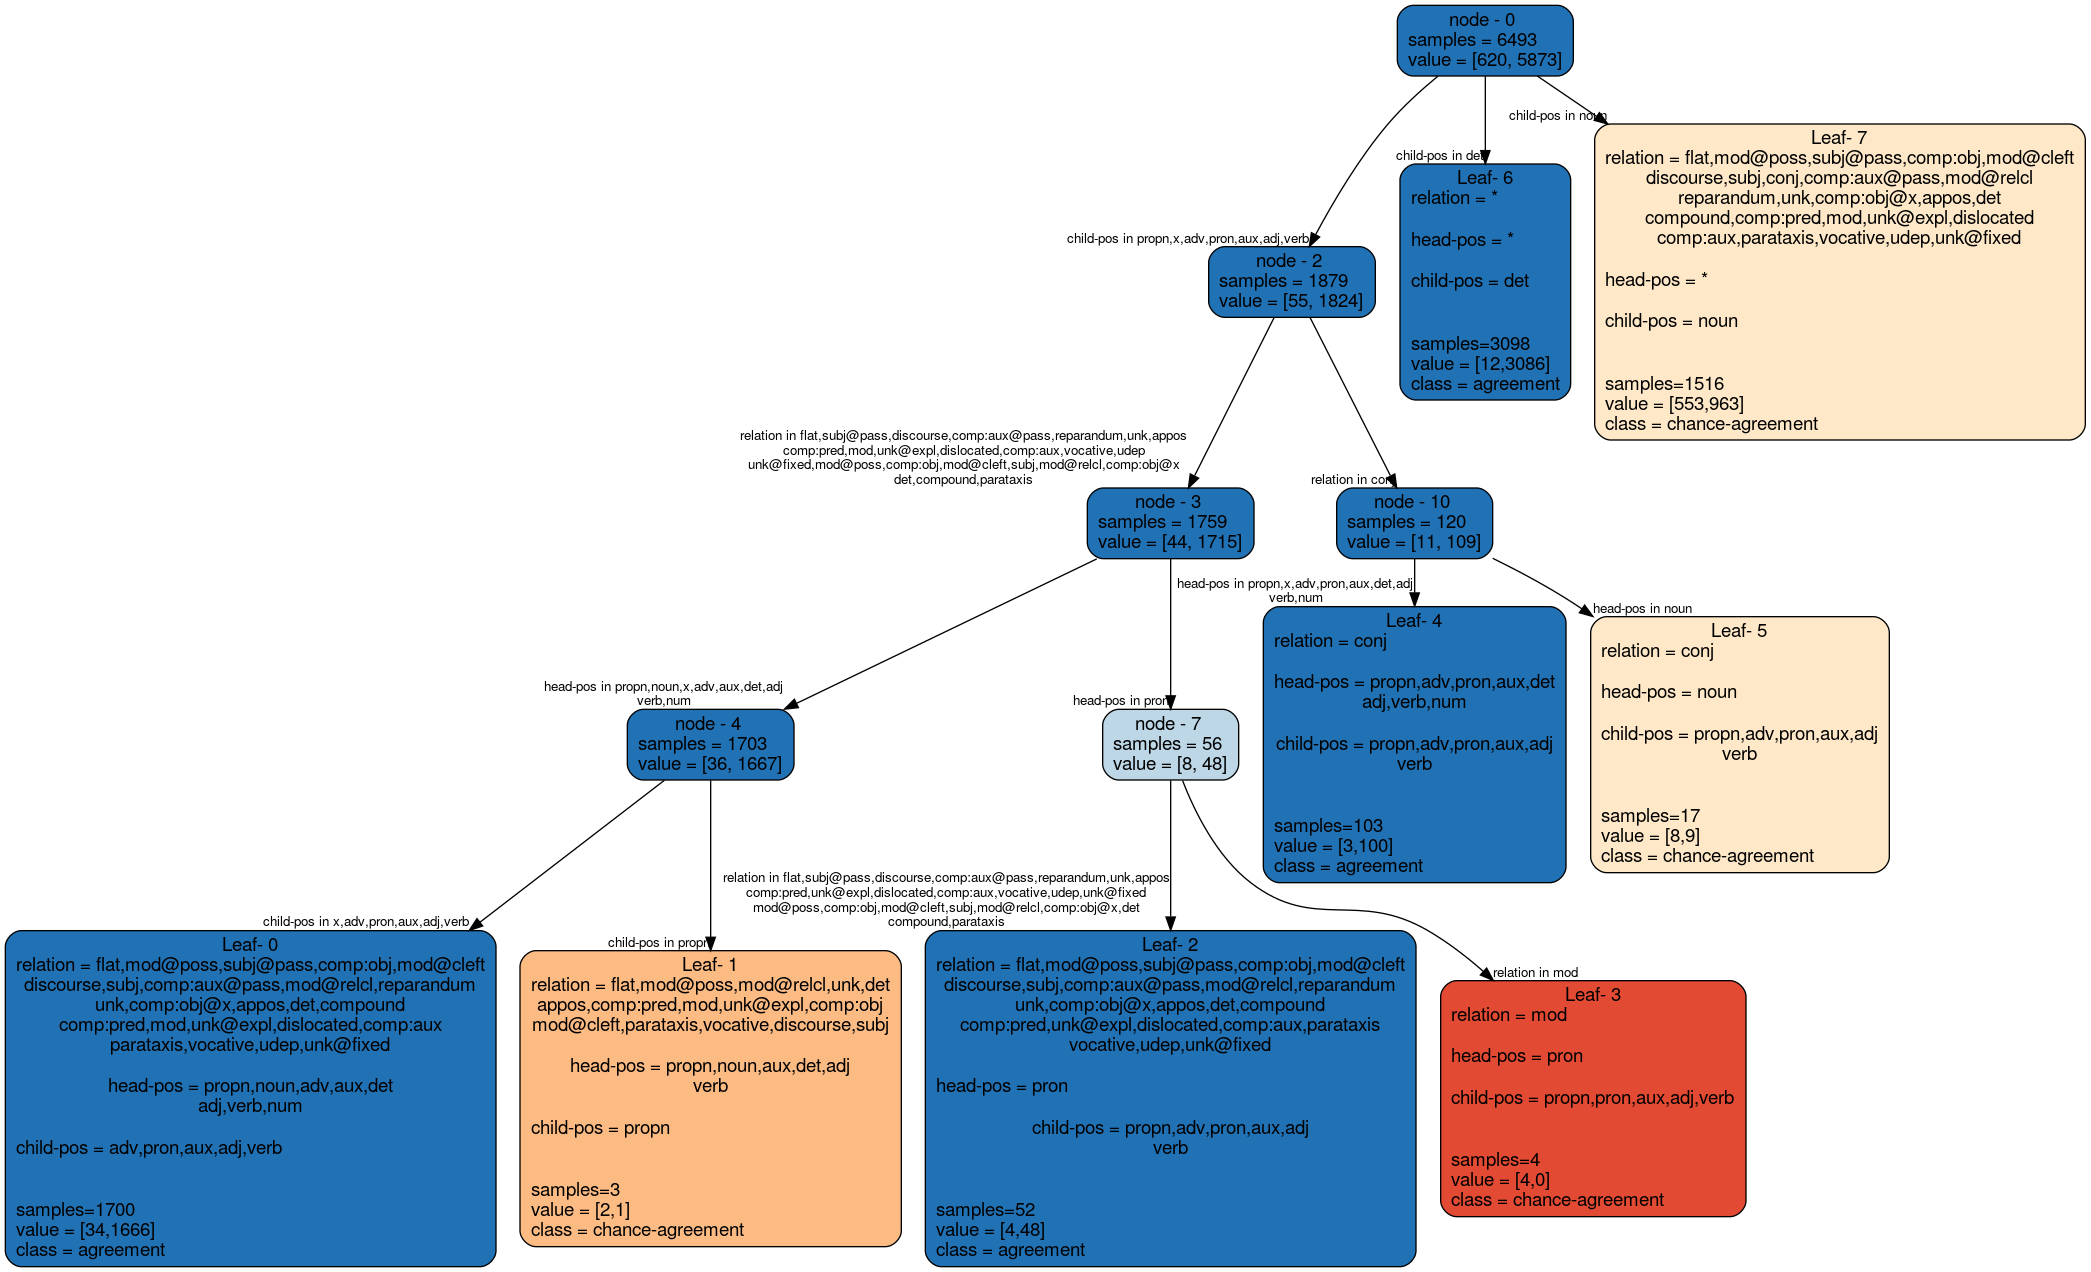 node - 0
samples = 6493
value = [620, 5873]
child-pos in noun
child-pos in det
Leaf- 7
relation = flat,mod@poss,subj@pass,comp:obj,mod@cleft
discourse,subj,conj,comp:aux@pass,mod@relcl
reparandum,unk,comp:obj@x,appos,det
compound,comp:pred,mod,unk@expl,dislocated
comp:aux,parataxis,vocative,udep,unk@fixed
head-pos = *
child-pos = noun
samples=1516
value = [553,963]
class = chance-agreement
Leaf- 6
relation = *
head-pos = *
child-pos = det
samples=3098
value = [12,3086]
class = agreement
child-pos in propn,x,adv,pron,aux,adj,verb
node - 2
samples = 1879
value = [55, 1824]
relation in flat,subj@pass,discourse,comp:aux@pass,reparandum,unk,appos
comp:pred,mod,unk@expl,dislocated,comp:aux,vocative,udep
unk@fixed,mod@poss,comp:obj,mod@cleft,subj,mod@relcl,comp:obj@x
det,compound,parataxis
relation in conj
node - 3
samples = 1759
value = [44, 1715]
node - 10
samples = 120
value = [11, 109]
head-pos in propn,x,adv,pron,aux,det,adj
verb,num
head-pos in noun
Leaf- 4
relation = conj
head-pos = propn,adv,pron,aux,det
adj,verb,num
child-pos = propn,adv,pron,aux,adj
verb
samples=103
value = [3,100]
class = agreement
Leaf- 5
relation = conj
head-pos = noun
child-pos = propn,adv,pron,aux,adj
verb
samples=17
value = [8,9]
class = chance-agreement
head-pos in propn,noun,x,adv,aux,det,adj
verb,num
head-pos in pron
node - 4
samples = 1703
value = [36, 1667]
node - 7
samples = 56
value = [8, 48]
child-pos in x,adv,pron,aux,adj,verb
child-pos in propn
relation in flat,subj@pass,discourse,comp:aux@pass,reparandum,unk,appos
comp:pred,unk@expl,dislocated,comp:aux,vocative,udep,unk@fixed
mod@poss,comp:obj,mod@cleft,subj,mod@relcl,comp:obj@x,det
compound,parataxis
relation in mod
Leaf- 0
relation = flat,mod@poss,subj@pass,comp:obj,mod@cleft
discourse,subj,comp:aux@pass,mod@relcl,reparandum
unk,comp:obj@x,appos,det,compound
comp:pred,mod,unk@expl,dislocated,comp:aux
parataxis,vocative,udep,unk@fixed
head-pos = propn,noun,adv,aux,det
adj,verb,num
child-pos = adv,pron,aux,adj,verb
samples=1700
value = [34,1666]
class = agreement
Leaf- 1
relation = flat,mod@poss,mod@relcl,unk,det
appos,comp:pred,mod,unk@expl,comp:obj
mod@cleft,parataxis,vocative,discourse,subj
head-pos = propn,noun,aux,det,adj
verb
child-pos = propn
samples=3
value = [2,1]
class = chance-agreement
Leaf- 2
relation = flat,mod@poss,subj@pass,comp:obj,mod@cleft
discourse,subj,comp:aux@pass,mod@relcl,reparandum
unk,comp:obj@x,appos,det,compound
comp:pred,unk@expl,dislocated,comp:aux,parataxis
vocative,udep,unk@fixed
head-pos = pron
child-pos = propn,adv,pron,aux,adj
verb
samples=52
value = [4,48]
class = agreement
Leaf- 3
relation = mod
head-pos = pron
child-pos = propn,pron,aux,adj,verb
samples=4
value = [4,0]
class = chance-agreement